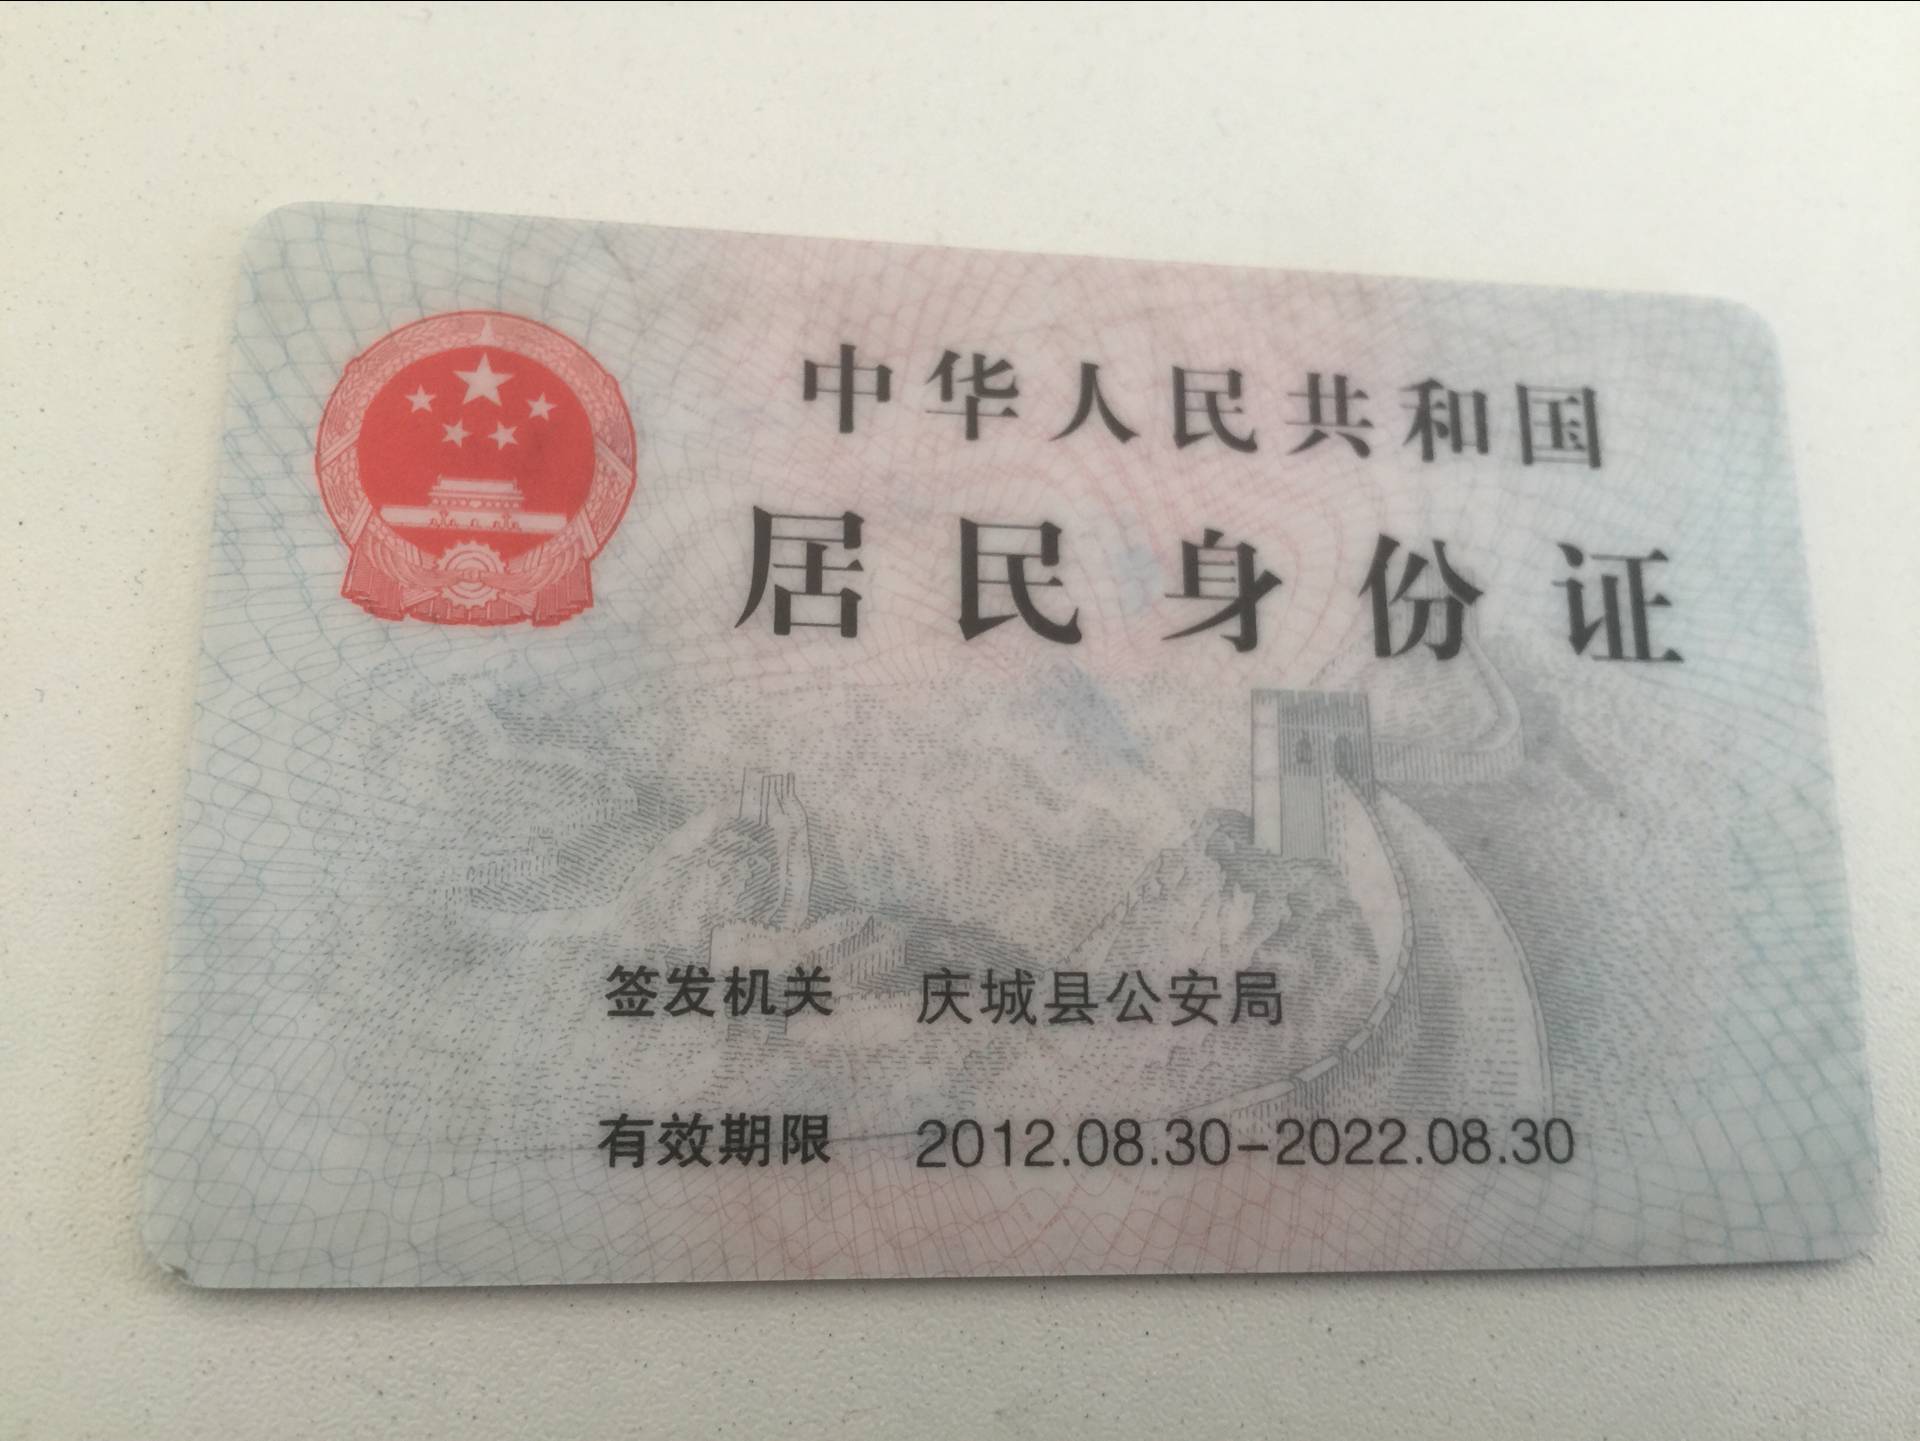 中华人民共和国
居民身份证
签发机关 庆城县公安局
有效期限 2012.08.30-2022.08.30